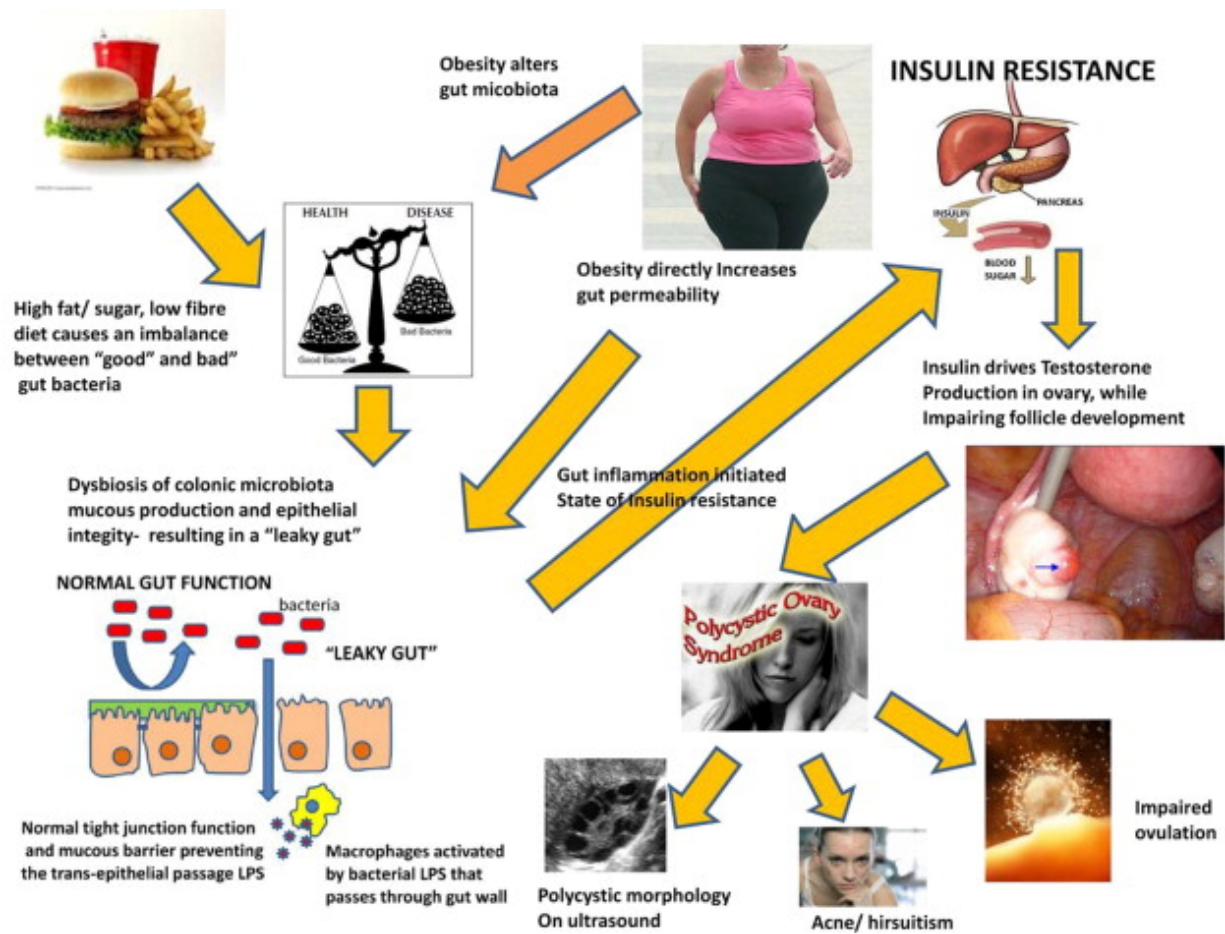 Obesity alters
gut micobiota
INSULIN RESISTANCE
PANCREAS
INSULIN
BLOOD
SUGAR
HEALTH
DISEASE
Good Bacteria
Bad Bacteria
High fat/ sugar, low fibre
diet causes an imbalance
between “good” and bad”
gut bacteria
Obesity directly Increases
gut permeability
Insulin drives Testosterone
Production in ovary, while
Impairing follicle development
Dysbiosis of colonic microbiota
mucous production and epithelial
integity- resulting in a “leaky gut”
Gut inflammation initiated
State of Insulin resistance
NORMAL GUT FUNCTION
bacteria
“LEAKY GUT”
Polycystic Ovary
Syndrome
Normal tight junction function
and mucous barrier preventing
the trans-epithelial passage LPS
Macrophages activated
by bacterial LPS that
passes through gut wall
Polycystic morphology
On ultrasound
Acne/ hirsuitism
Impaired
ovulation